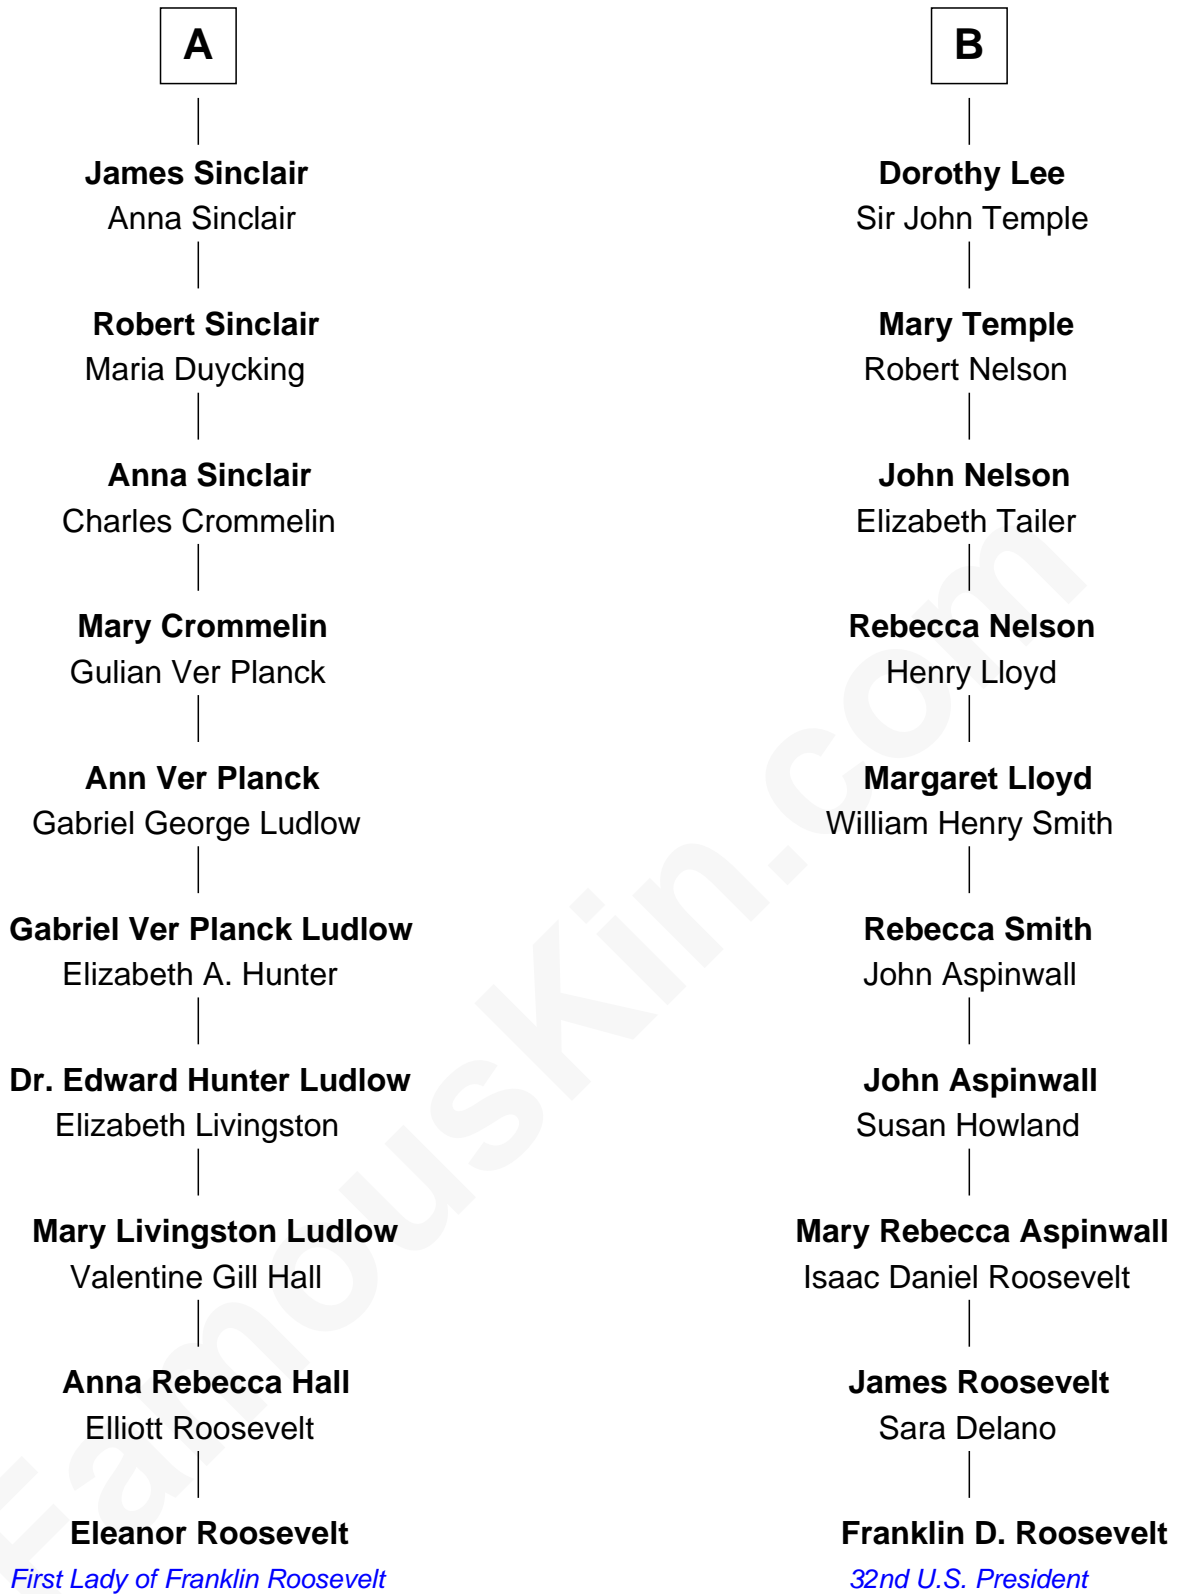 A
James Sinclair
Anna Sinclair
Robert Sinclair
Maria Duycking
Anna Sinclair
Charles Crommelin
Mary Crommelin
Gulian Ver Planck
Ann Ver Planck
Gabriel George Ludlow
Gabriel Ver Planck Ludlow
Elizabeth A. Hunter
Dr. Edward Hunter Ludlow
Elizabeth Livingston
Mary Livingston Ludlow
Valentine Gill Hall
Anna Rebecca Hall
Elliott Roosevelt
Eleanor Roosevelt
First Lady of Franklin Roosevelt
B
Dorothy Lee
Sir John Temple
Mary Temple
Robert Nelson
John Nelson
Elizabeth Tailer
Rebecca Nelson
Henry Lloyd
Margaret Lloyd
William Henry Smith
Rebecca Smith
John Aspinwall
John Aspinwall
Susan Howland
Mary Rebecca Aspinwall
Isaac Daniel Roosevelt
James Roosevelt
Sara Delano
Franklin D. Roosevelt
32nd U.S. President
FamousKin.com